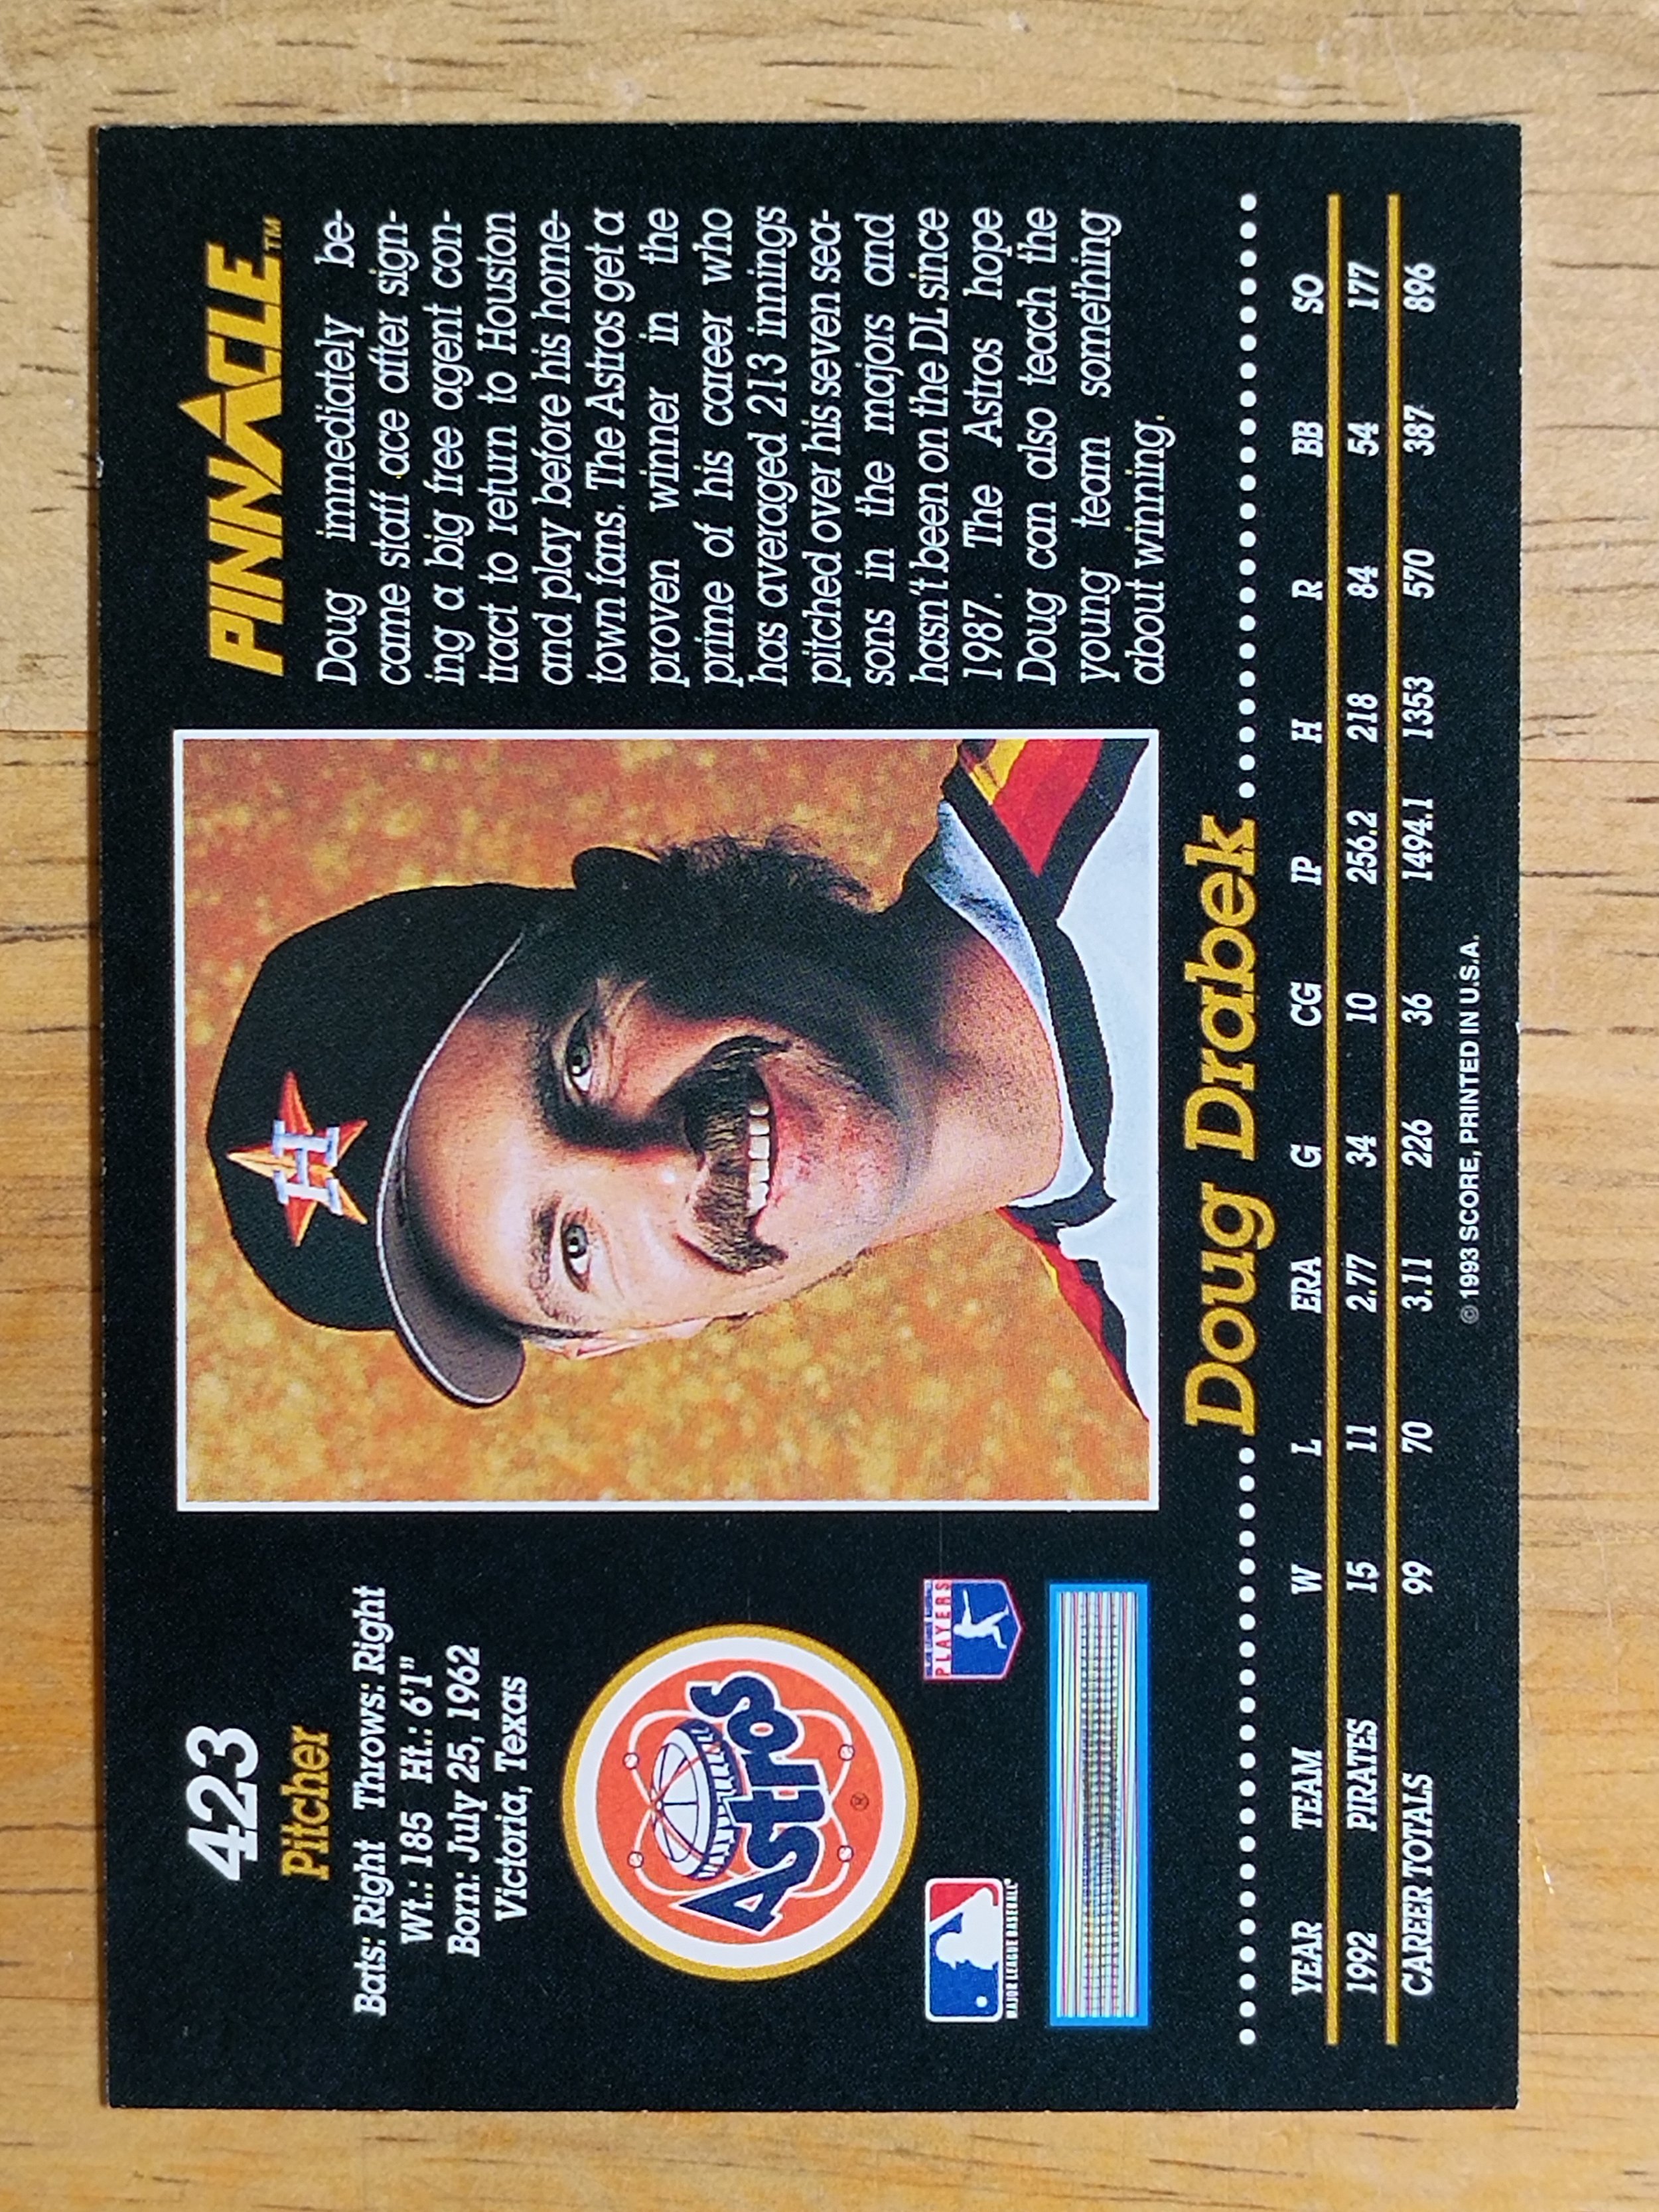 423
Pitcher
Bats: Right Throws: Right
Wt.: 185 Ht.: 6'1"
Born: July 25, 1962
Victoria, Texas
Astros
®
MAJOR LEAGUE BASEBALL®
PLAYERS
H
PINNACLE™
Doug immediately be-
came staff ace after sign-
ing a big free agent con-
tract to return to Houston
and play before his home-
town fans. The Astros get a
proven winner in the
prime of his career who
has averaged 213 innings
pitched over his seven sea-
sons in the majors and
hasn't been on the DL since
1987. The Astros hope
Doug can also teach the
young team something
about winning.
Doug Drabek
YEAR TEAM W L ERA G CG IP H R BB SO
1992 PIRATES 15 11 2.77 34 10 256.2 218 84 54 177
CAREER TOTALS 99 70 3.11 226 36 1494.1 1353 570 387 896
© 1993 SCORE, PRINTED IN U.S.A.